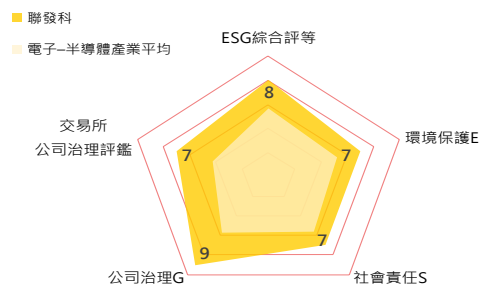 聯發科
電子–半導體產業平均
ESG綜合評等
8
環境保護E
7
社會責任S
7
公司治理G
9
交易所
公司治理評鑑
7